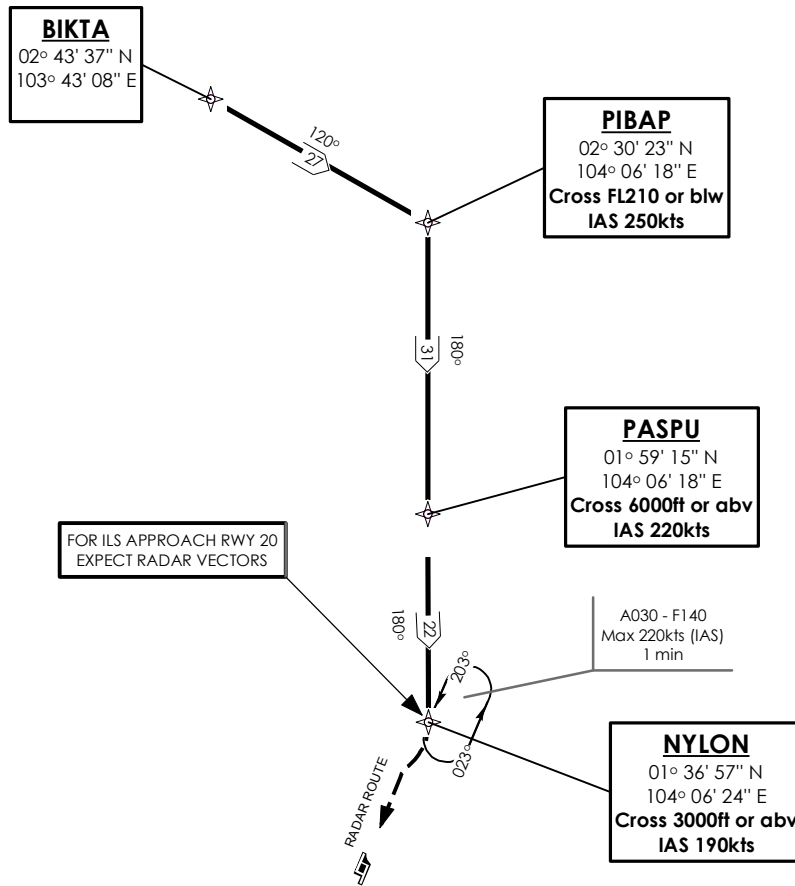 BIKTA
02° 43' 37" N
103° 43' 08" E
120°
27
PIBAP
02° 30' 23" N
104° 06' 18" E
Cross FL210 or blw
IAS 250kts
31
180°
PASPU
01° 59' 15" N
104° 06' 18" E
Cross 6000ft or abv
IAS 220kts
FOR ILS APPROACH RWY 20
EXPECT RADAR VECTORS
180°
22
A030 - F140
Max 220kts (IAS)
1 min
203°
023°
NYLON
01° 36' 57" N
104° 06' 24" E
Cross 3000ft or abv
IAS 190kts
RADAR ROUTE